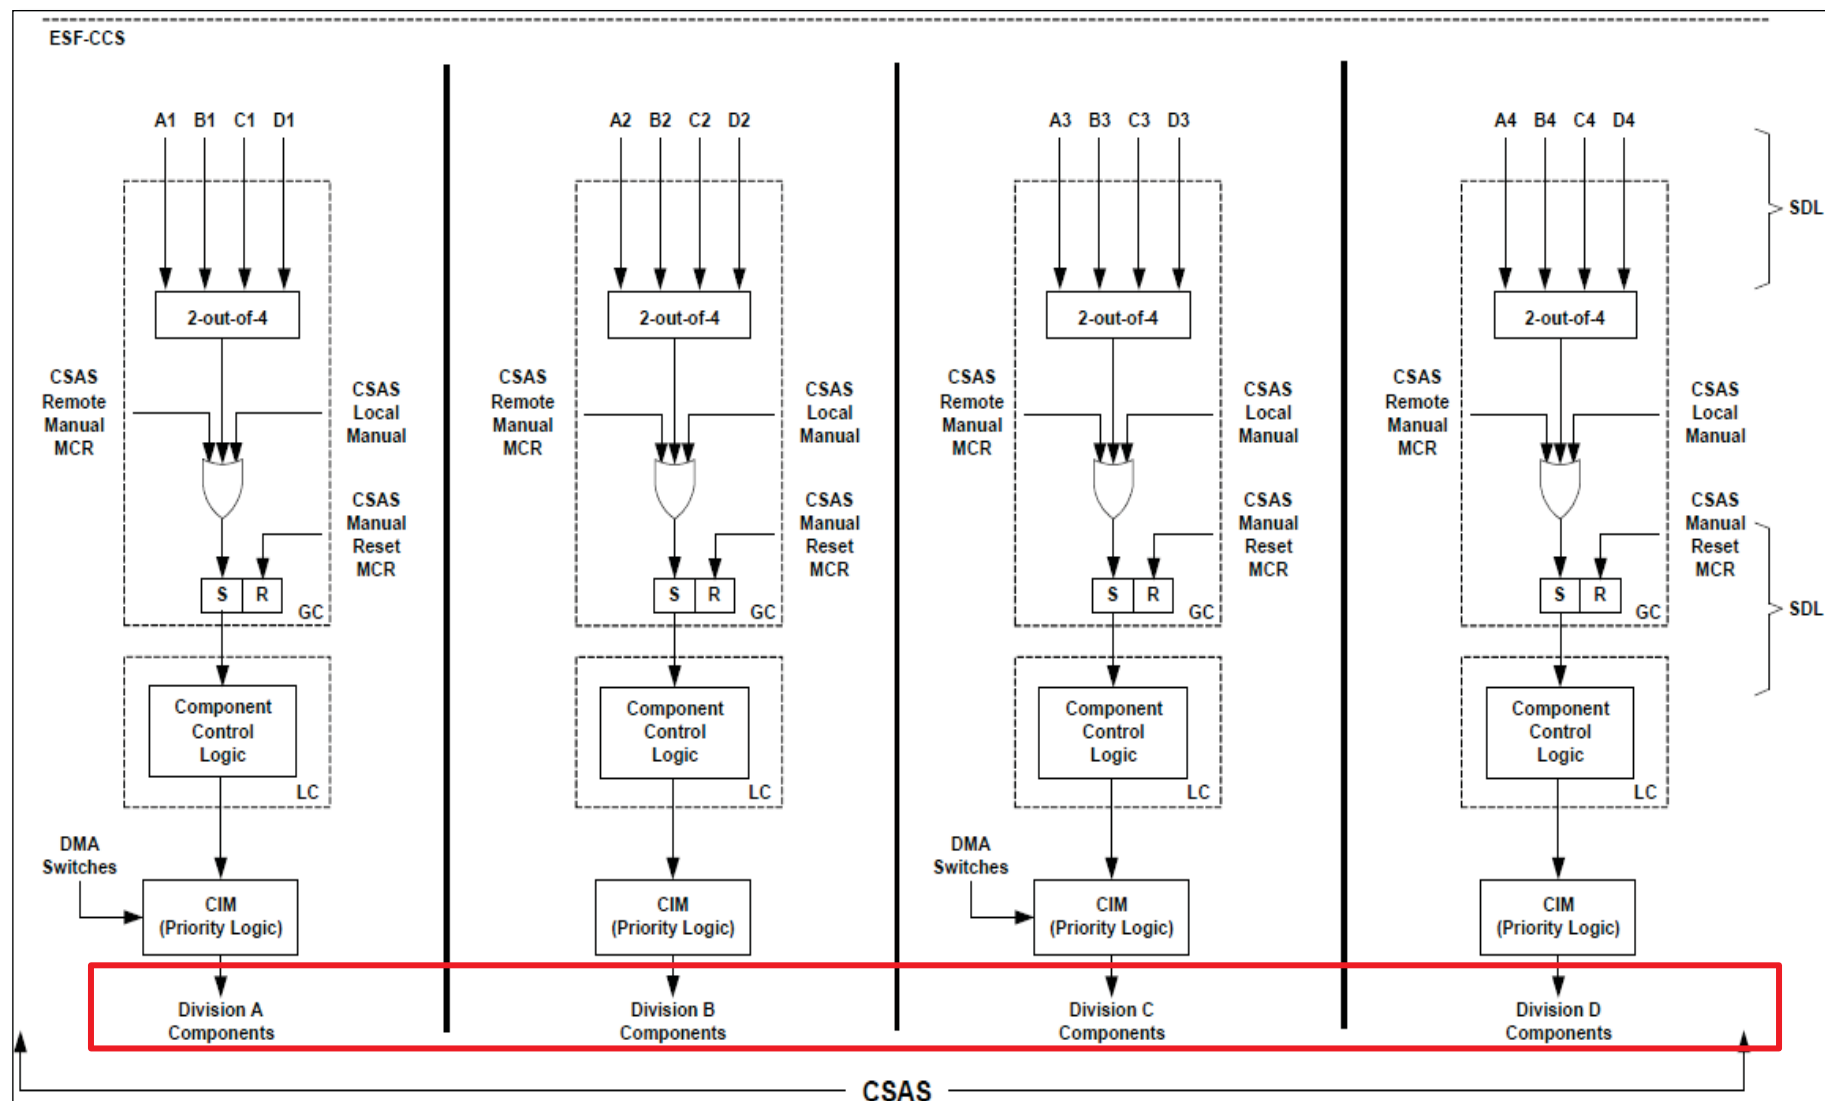 ESF-CCS
A1 B1 C1 D1
A2 B2 C2 D2
A3 B3 C3 D3
A4 B4 C4 D4
SDL
2-out-of-4
2-out-of-4
2-out-of-4
2-out-of-4
CSAS
Remote
Manual
MCR
CSAS
Local
Manual
CSAS
Remote
Manual
MCR
CSAS
Local
Manual
CSAS
Remote
Manual
MCR
CSAS
Local
Manual
CSAS
Remote
Manual
MCR
CSAS
Local
Manual
CSAS
Manual
Reset
MCR
CSAS
Manual
Reset
MCR
CSAS
Manual
Reset
MCR
CSAS
Manual
Reset
MCR
S R
GC
S R
GC
S R
GC
S R
GC
SDL
Component
Control
Logic
LC
Component
Control
Logic
LC
Component
Control
Logic
LC
Component
Control
Logic
LC
DMA
Switches
CIM
(Priority Logic)
CIM
(Priority Logic)
DMA
Switches
CIM
(Priority Logic)
CIM
(Priority Logic)
Division A
Components
Division B
Components
Division C
Components
Division D
Components
CSAS